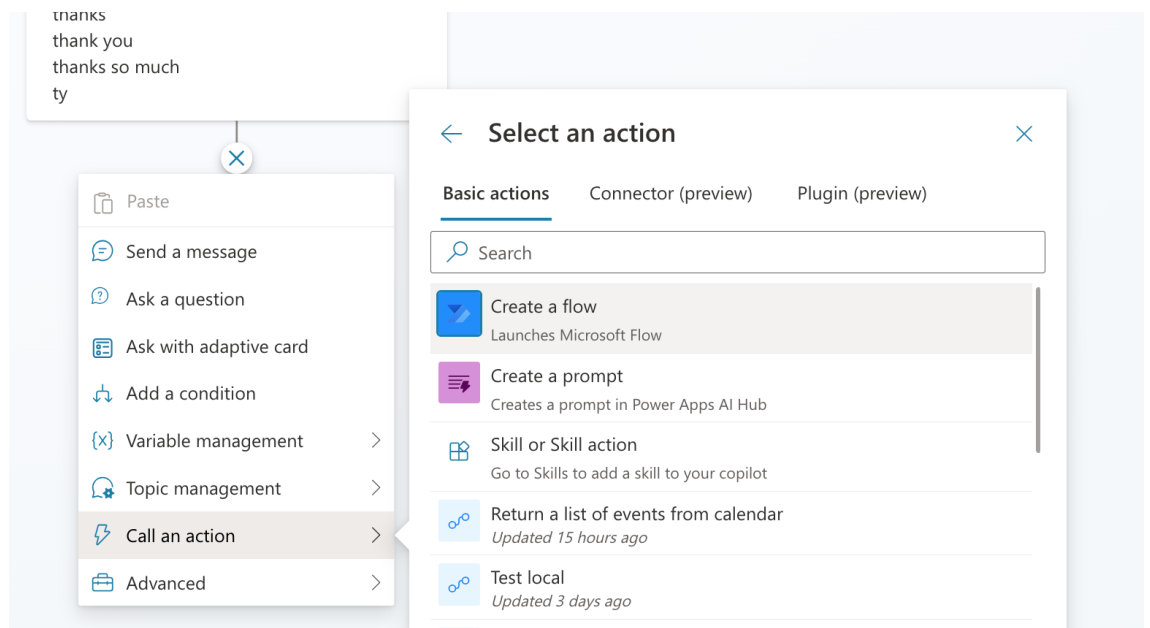 thanks
thank you
thanks so much
ty
Paste
Send a message
Ask a question
Ask with adaptive card
Add a condition
{x} Variable management
Topic management
Call an action
Advanced
Select an action
Basic actions Connector (preview) Plugin (preview)
Search
Create a flow
Launches Microsoft Flow
Create a prompt
Creates a prompt in Power Apps AI Hub
Skill or Skill action
Go to Skills to add a skill to your copilot
Return a list of events from calendar
Updated 15 hours ago
Test local
Updated 3 days ago